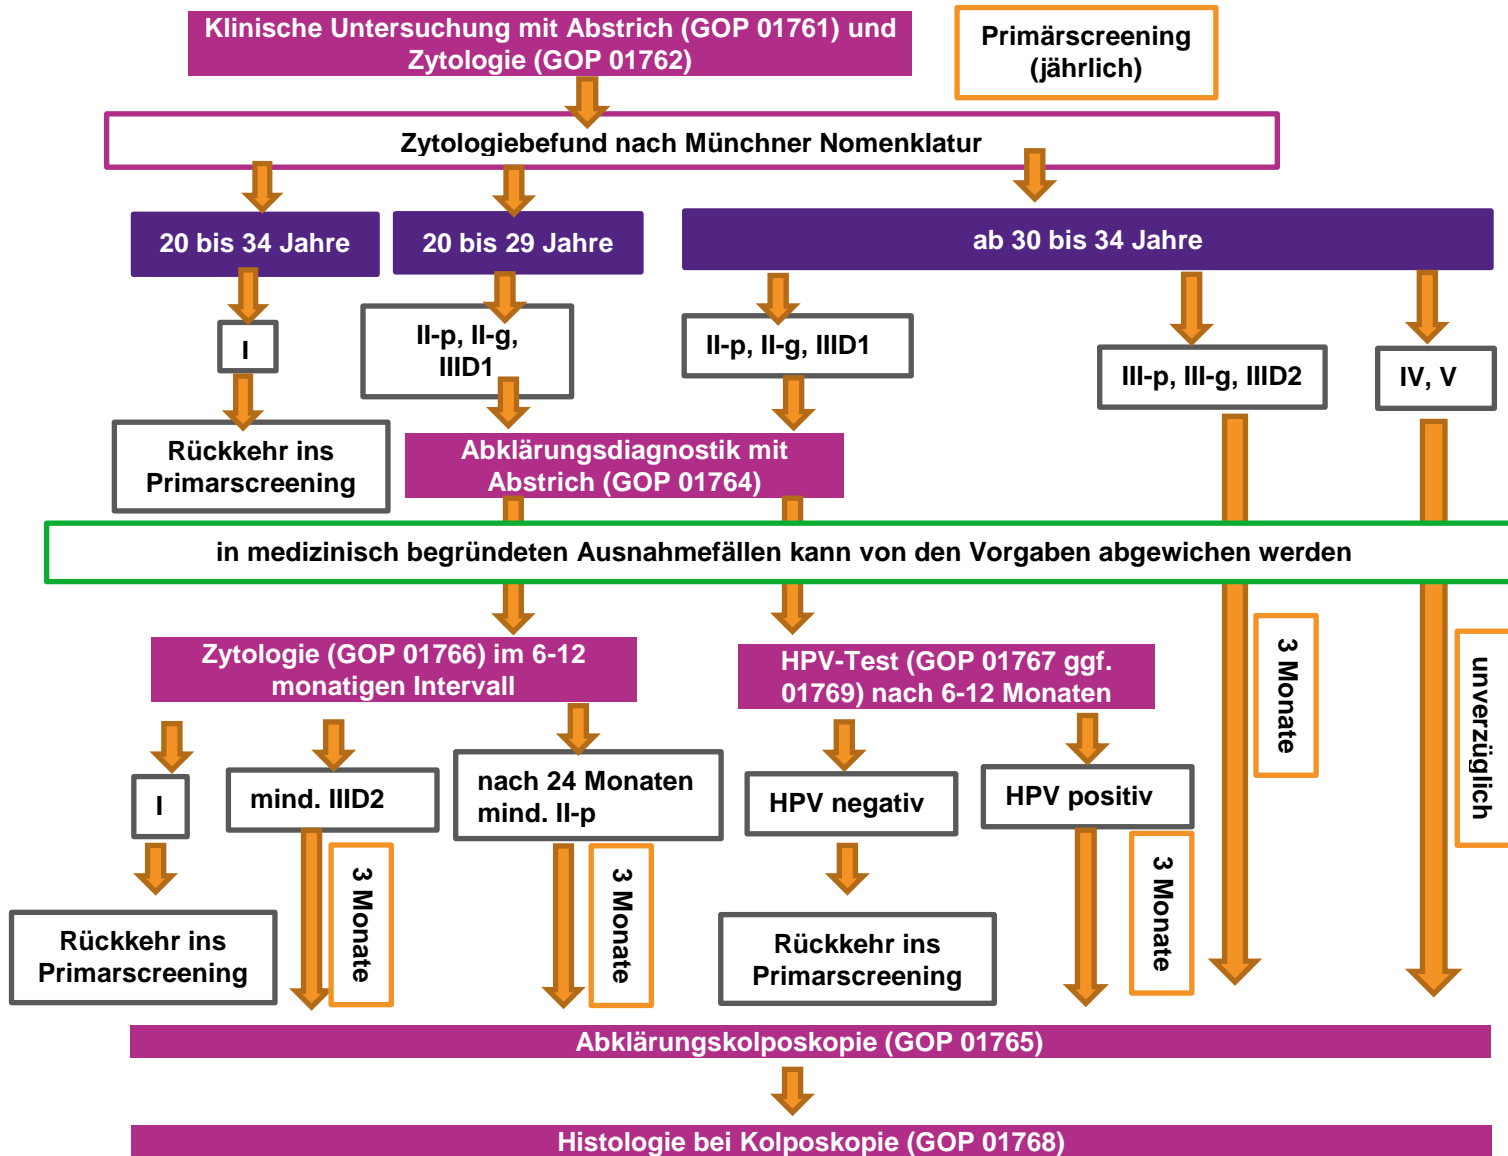 Klinische Untersuchung mit Abstrich (GOP 01761) und
Zytologie (GOP 01762)
Primärscreening
(jährlich)
Zytologiebefund nach Münchner Nomenklatur
20 bis 34 Jahre
20 bis 29 Jahre
ab 30 bis 34 Jahre
I
II-p, II-g,
IIID1
II-p, II-g, IIID1
III-p, III-g, IIID2
IV, V
Rückkehr ins
Primarscreening
Abklärungsdiagnostik mit
Abstrich (GOP 01764)
in medizinisch begründeten Ausnahmefällen kann von den Vorgaben abgewichen werden
Zytologie (GOP 01766) im 6-12
monatigen Intervall
HPV-Test (GOP 01767 ggf.
01769) nach 6-12 Monaten
3 Monate
unverzüglich
I
mind. IIID2
nach 24 Monaten
mind. II-p
HPV negativ
HPV positiv
3 Monate
3 Monate
3 Monate
Rückkehr ins
Primarscreening
Rückkehr ins
Primarscreening
Abklärungskolposkopie (GOP 01765)
Histologie bei Kolposkopie (GOP 01768)